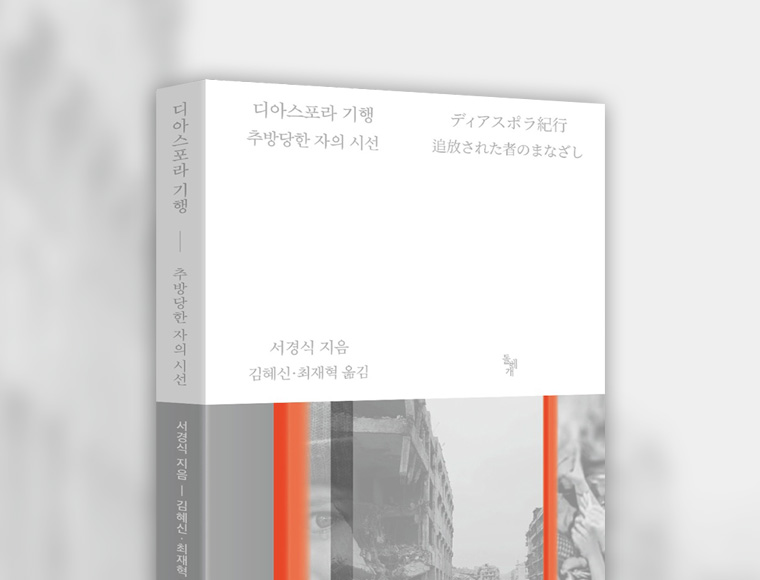 디아스포라 기행
추방당한 자의 시선
ディアスポラ紀行
追放された者のまなざし
서경식 지음
김혜신·최재혁 옮김
돌베개
디아스포라 기행 — 추방당한 자의 시선
서경식 지음 — 김혜신·최재혁